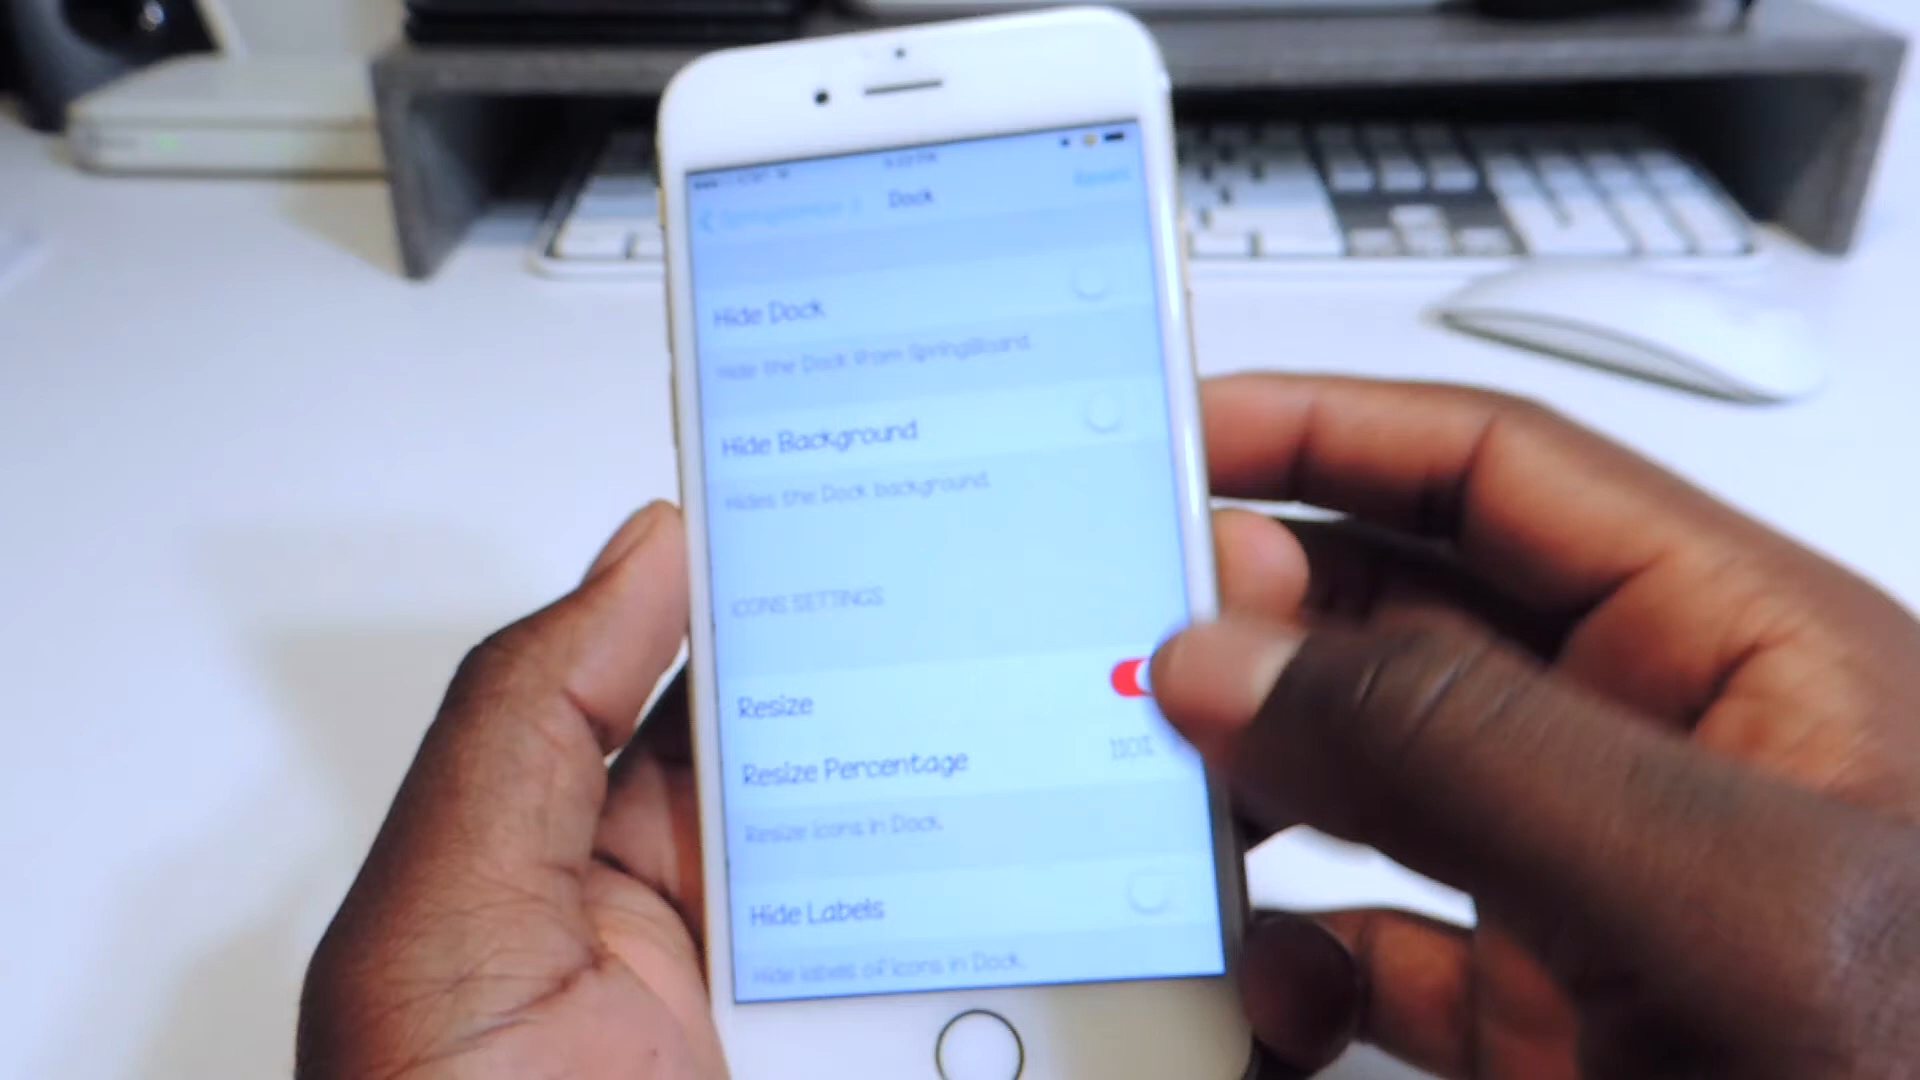 Dock
Hide Dock
Hide the Dock from SpringBoard.
Hide Background
Hides the Dock background.
ICONS SETTINGS
Resize
Resize Percentage 110%
Resize icons in Dock.
Hide Labels
Hide labels of icons in Dock.